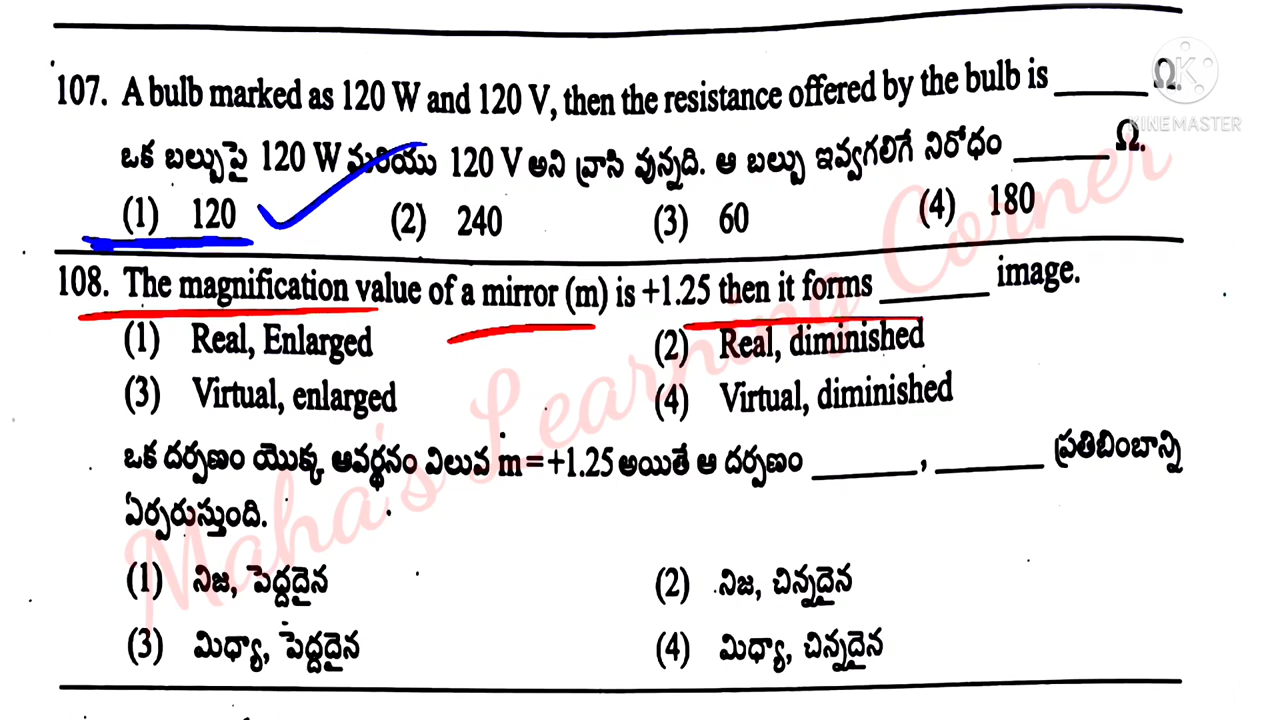 107. A bulb marked as 120 W and 120 V, then the resistance offered by the bulb is ______ Ω.
ఒక బల్బుపై 120 W మరియు 120 V అని వ్రాసి వున్నది. ఆ బల్బు ఇవ్వగలిగే నిరోధం ______ Ω.
(1) 120 (2) 240 (3) 60 (4) 180
108. The magnification value of a mirror (m) is +1.25 then it forms ______ image.
(1) Real, Enlarged (2) Real, diminished
(3) Virtual, enlarged (4) Virtual, diminished
ఒక దర్పణం యొక్క ఆవర్థనం విలువ m = +1.25 అయితే ఆ దర్పణం ______, ______ ప్రతిబింబాన్ని
ఏర్పరుస్తుంది.
(1) నిజ, పెద్దదైన (2) నిజ, చిన్నదైన
(3) మిధ్యా, పెద్దదైన (4) మిధ్యా, చిన్నదైన
K
KINEMASTER
Maha's Learning Corner